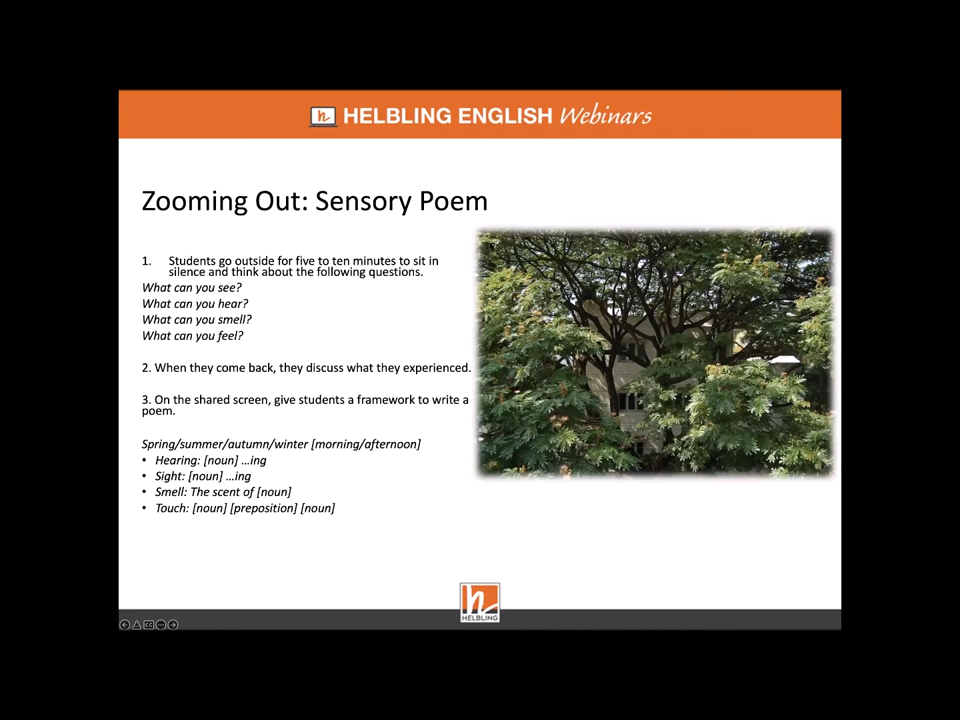 HELBLING ENGLISH Webinars
Zooming Out: Sensory Poem
1. Students go outside for five to ten minutes to sit in
silence and think about the following questions.
What can you see?
What can you hear?
What can you smell?
What can you feel?
2. When they come back, they discuss what they experienced.
3. On the shared screen, give students a framework to write a
poem.
Spring/summer/autumn/winter [morning/afternoon]
• Hearing: [noun] …ing
• Sight: [noun] …ing
• Smell: The scent of [noun]
• Touch: [noun] [preposition] [noun]
h
HELBLING